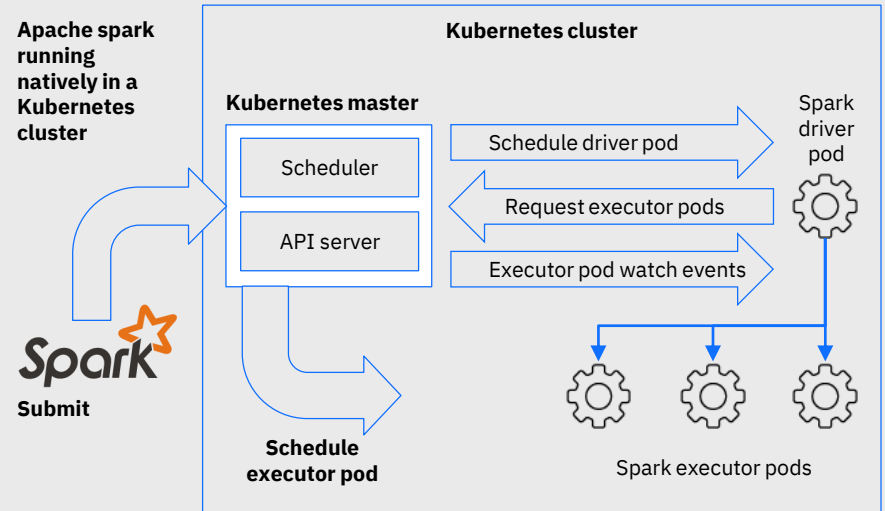 Apache spark
running
natively in a
Kubernetes
cluster
Kubernetes cluster
Kubernetes master
Scheduler
API server
Schedule driver pod
Request executor pods
Executor pod watch events
Spark
driver
pod
Spark
Submit
Schedule
executor pod
Spark executor pods